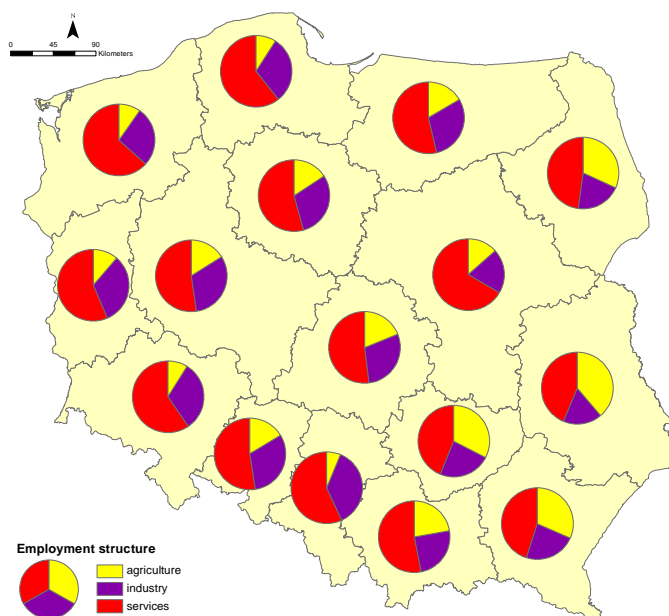 N
0 45 90
Kilometers
Employment structure
agriculture
industry
services